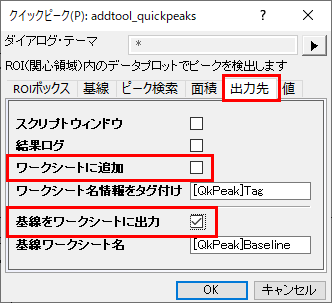 クイックピーク(P): addtool_quickpeaks
ダイアログ・テーマ *
ROI(関心領域)内のデータプロットでピークを検出します
ROIボックス 基線 ピーク検索 面積 出力先 値
スクリプトウィンドウ
結果ログ
ワークシートに追加
ワークシート名情報をタグ付け [QkPeak]Tag
基線をワークシートに出力
基線ワークシート名 [QkPeak]Baseline
OK キャンセル